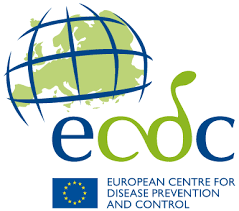 ecdc
EUROPEAN CENTRE FOR
DISEASE PREVENTION
AND CONTROL